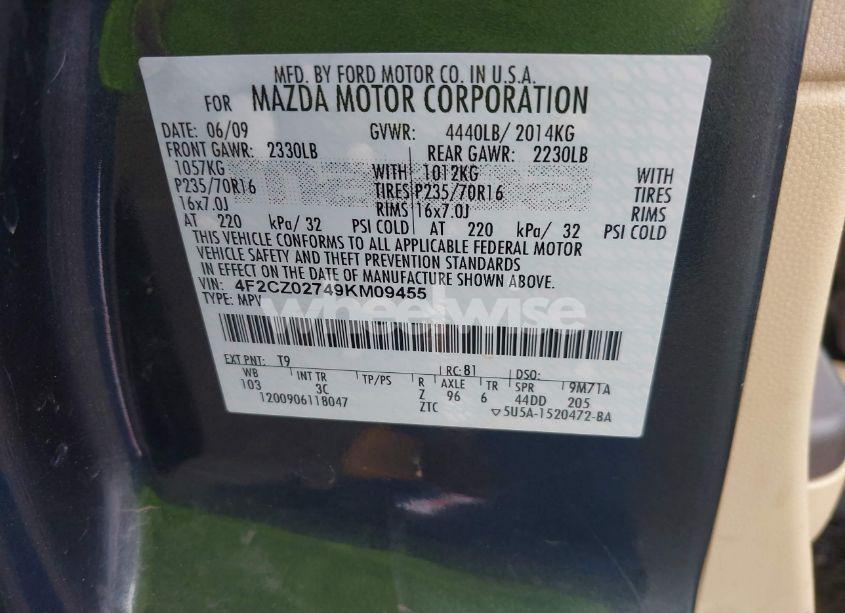 MFD. BY FORD MOTOR CO. IN U.S.A.
FOR MAZDA MOTOR CORPORATION
DATE: 06/09 GVWR: 4440LB/ 2014KG
FRONT GAWR: 2330LB REAR GAWR: 2230LB
1057KG WITH 1012KG WITH
P235/70R16 TIRES P235/70R16 TIRES
16x7.0J RIMS 16x7.0J RIMS
AT 220 kPa/ 32 PSI COLD AT 220 kPa/ 32 PSI COLD
THIS VEHICLE CONFORMS TO ALL APPLICABLE FEDERAL MOTOR
VEHICLE SAFETY AND THEFT PREVENTION STANDARDS
IN EFFECT ON THE DATE OF MANUFACTURE SHOWN ABOVE.
VIN: 4F2CZ02749KM09455
TYPE: MPV
wheelwise
EXT PNT: T9 RC: 81 DSO:
WB INT TR TP/PS R AXLE TR SPR 9M71A
103 3C Z 96 6 44DD 205
1200906118047 ZTC 5U5A-1520472-BA